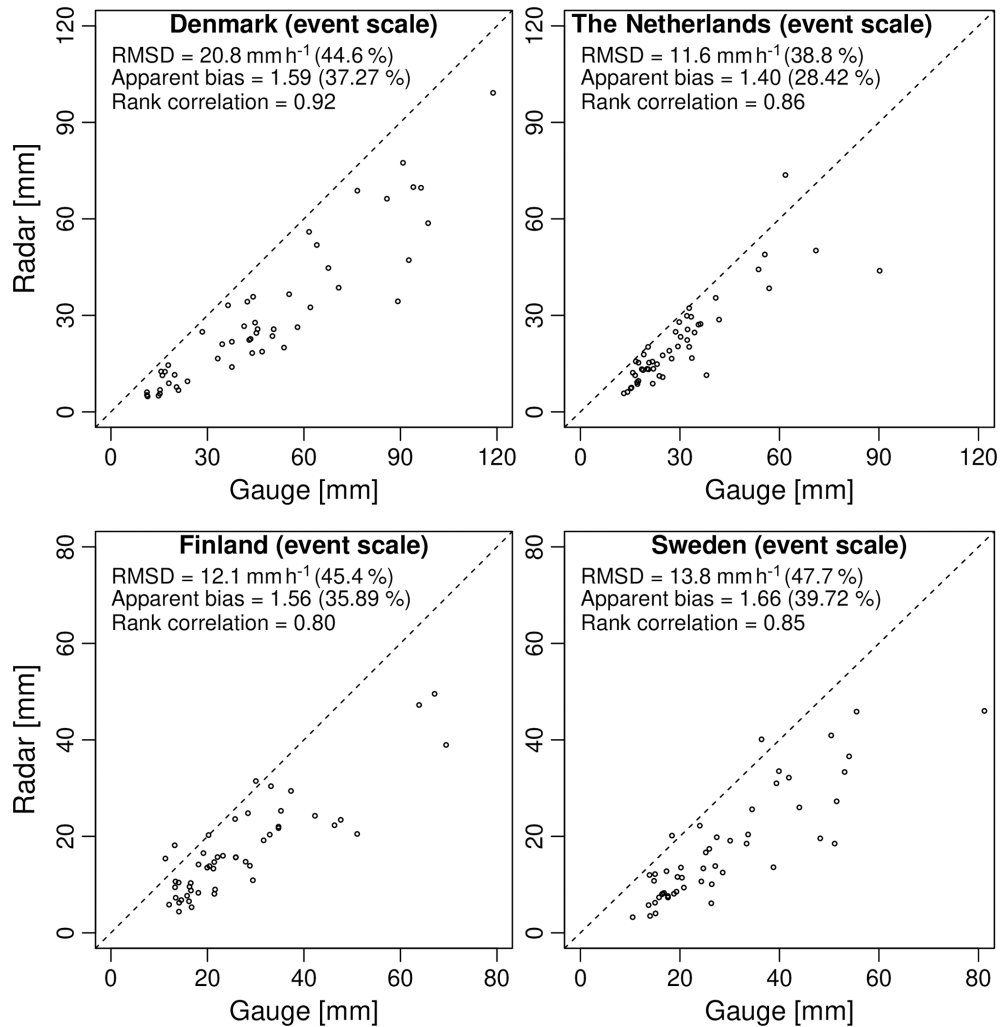 Denmark (event scale)
RMSD = 20.8 mm h⁻¹ (44.6 %)
Apparent bias = 1.59 (37.27 %)
Rank correlation = 0.92
120
90
60
30
0
Radar [mm]
0 30 60 90 120
Gauge [mm]
The Netherlands (event scale)
RMSD = 11.6 mm h⁻¹ (38.8 %)
Apparent bias = 1.40 (28.42 %)
Rank correlation = 0.86
120
90
60
30
0
0 30 60 90 120
Gauge [mm]
Finland (event scale)
RMSD = 12.1 mm h⁻¹ (45.4 %)
Apparent bias = 1.56 (35.89 %)
Rank correlation = 0.80
80
60
40
20
0
Radar [mm]
0 20 40 60 80
Gauge [mm]
Sweden (event scale)
RMSD = 13.8 mm h⁻¹ (47.7 %)
Apparent bias = 1.66 (39.72 %)
Rank correlation = 0.85
80
60
40
20
0
0 20 40 60 80
Gauge [mm]